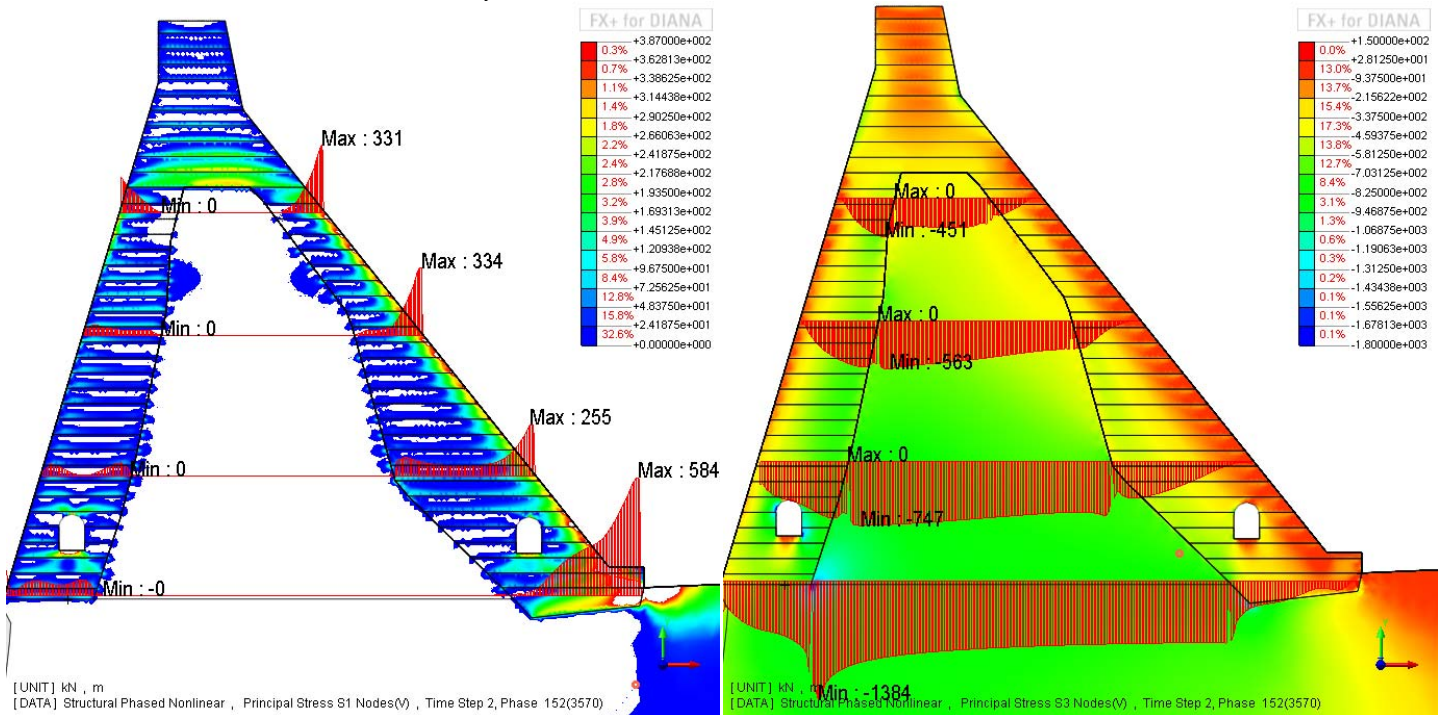 FX+ for DIANA
+3.87000e+002
0.3%
+3.62813e+002
0.7%
+3.38625e+002
1.1%
+3.14438e+002
1.4%
+2.90250e+002
1.8%
+2.66063e+002
2.2%
+2.41875e+002
2.4%
+2.17688e+002
2.8%
+1.93500e+002
3.2%
+1.69313e+002
3.9%
+1.45125e+002
4.9%
+1.20938e+002
5.8%
+9.67500e+001
8.4%
+7.25625e+001
12.8%
+4.83750e+001
15.8%
+2.41875e+001
32.6%
+0.00000e+000
Max : 331
Min : 0
Max : 334
Min : 0
Max : 255
Min : 0
Max : 584
Min : -0
[UNIT] kN , m
[DATA] Structural Phased Nonlinear , Principal Stress S1 Nodes(V) , Time Step 2, Phase 152(3570)
FX+ for DIANA
+1.50000e+002
0.0%
+2.81250e+001
13.0%
-9.37500e+001
13.7%
-2.15622e+002
15.4%
-3.37500e+002
17.3%
-4.59375e+002
13.8%
-5.81250e+002
12.7%
-7.03125e+002
8.4%
-8.25000e+002
3.1%
-9.46875e+002
1.3%
-1.06875e+003
0.6%
-1.19063e+003
0.3%
-1.31250e+003
0.2%
-1.43438e+003
0.1%
-1.55625e+003
0.1%
-1.67813e+003
0.1%
-1.80000e+003
Max : 0
Min : -451
Max : 0
Min : -563
Max : 0
Min : -747
Min : -1384
[UNIT] kN , m
[DATA] Structural Phased Nonlinear , Principal Stress S3 Nodes(V) , Time Step 2, Phase 152(3570)